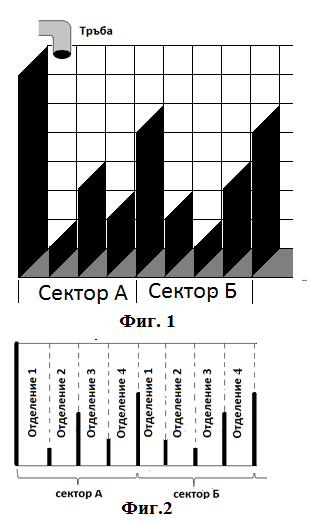 Тръба
Сектор А
Сектор Б
Фиг. 1
Отделение 1
Отделение 2
Отделение 3
Отделение 4
Отделение 1
Отделение 2
Отделение 3
Отделение 4
сектор А
сектор Б
Фиг.2